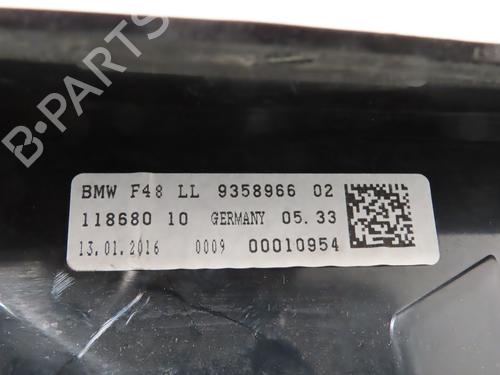 B-PARTS
BMW F48 LL 9358966 02
118680 10 GERMANY 05.33
13.01.2016 0009 00010954